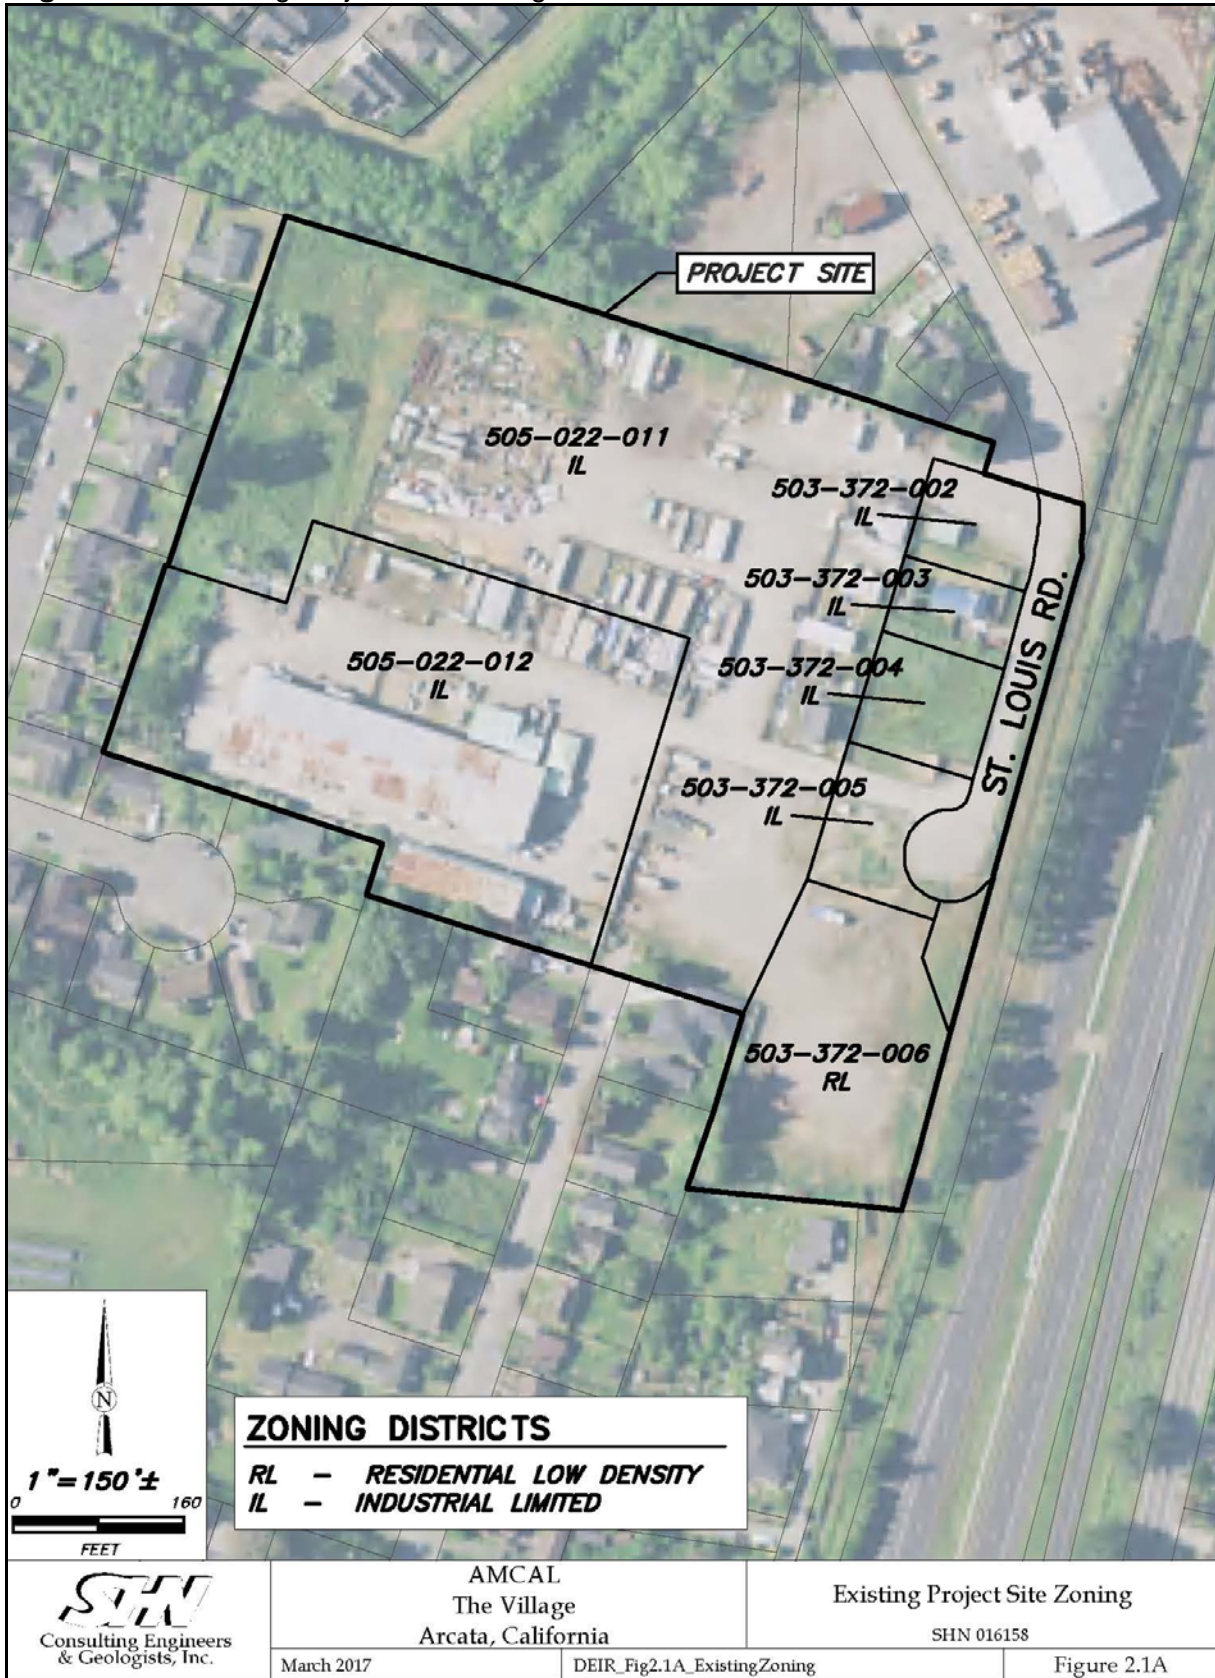 PROJECT SITE
505-022-011
IL
503-372-002
IL
503-372-003
IL
505-022-012
IL
503-372-004
IL
ST. LOUIS RD.
503-372-005
IL
503-372-006
RL
N
1"=150'±
0 160
FEET
ZONING DISTRICTS
RL – RESIDENTIAL LOW DENSITY
IL – INDUSTRIAL LIMITED
SHN
Consulting Engineers
& Geologists, Inc.
AMCAL
The Village
Arcata, California
Existing Project Site Zoning
SHN 016158
March 2017
DEIR_Fig2.1A_ExistingZoning
Figure 2.1A